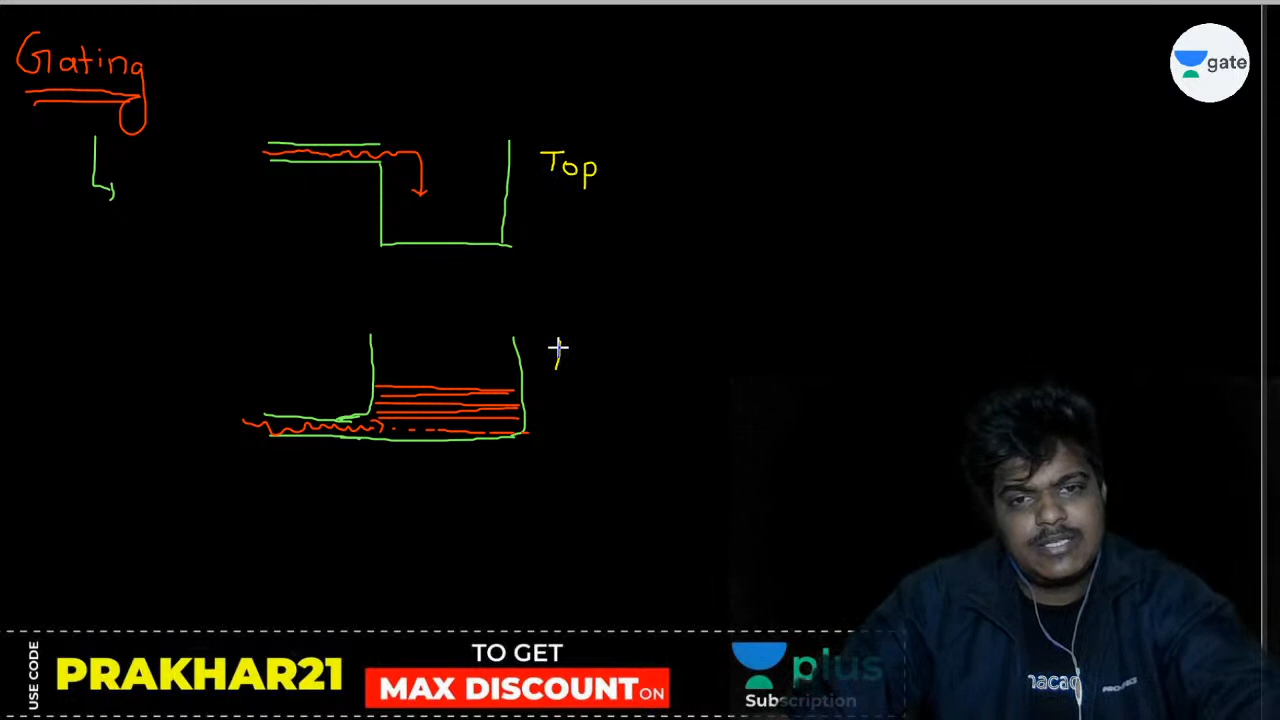 Gating
gate
Top
USE CODE
PRAKHAR21
TO GET
MAX DISCOUNT ON
plus
Subscription